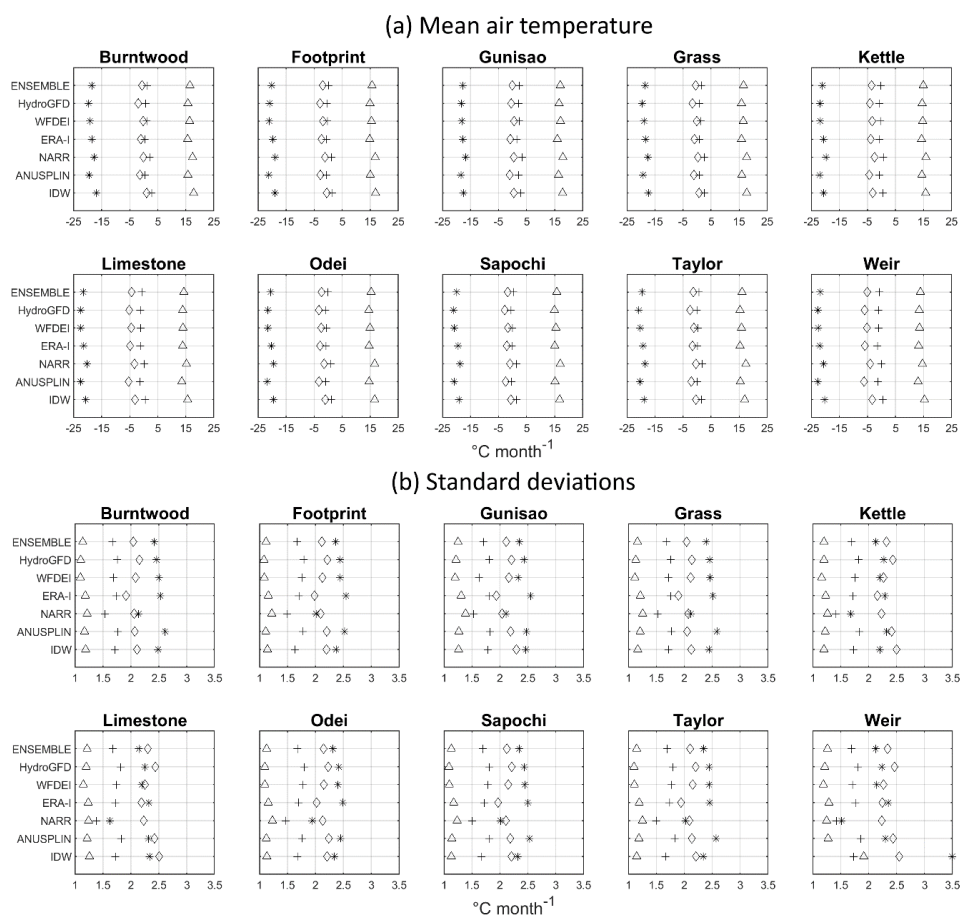 (a) Mean air temperature
Burntwood Footprint Gunisao Grass Kettle
ENSEMBLE
HydroGFD
WFDEI
ERA-I
NARR
ANUSPLIN
IDW
-25 -15 -5 5 15 25 -25 -15 -5 5 15 25 -25 -15 -5 5 15 25 -25 -15 -5 5 15 25 -25 -15 -5 5 15 25
Limestone Odei Sapochi Taylor Weir
ENSEMBLE
HydroGFD
WFDEI
ERA-I
NARR
ANUSPLIN
IDW
-25 -15 -5 5 15 25 -25 -15 -5 5 15 25 -25 -15 -5 5 15 25 -25 -15 -5 5 15 25 -25 -15 -5 5 15 25
°C month⁻¹
(b) Standard deviations
Burntwood Footprint Gunisao Grass Kettle
ENSEMBLE
HydroGFD
WFDEI
ERA-I
NARR
ANUSPLIN
IDW
1 1.5 2 2.5 3 3.5 1 1.5 2 2.5 3 3.5 1 1.5 2 2.5 3 3.5 1 1.5 2 2.5 3 3.5 1 1.5 2 2.5 3 3.5
Limestone Odei Sapochi Taylor Weir
ENSEMBLE
HydroGFD
WFDEI
ERA-I
NARR
ANUSPLIN
IDW
1 1.5 2 2.5 3 3.5 1 1.5 2 2.5 3 3.5 1 1.5 2 2.5 3 3.5 1 1.5 2 2.5 3 3.5 1 1.5 2 2.5 3 3.5
°C month⁻¹